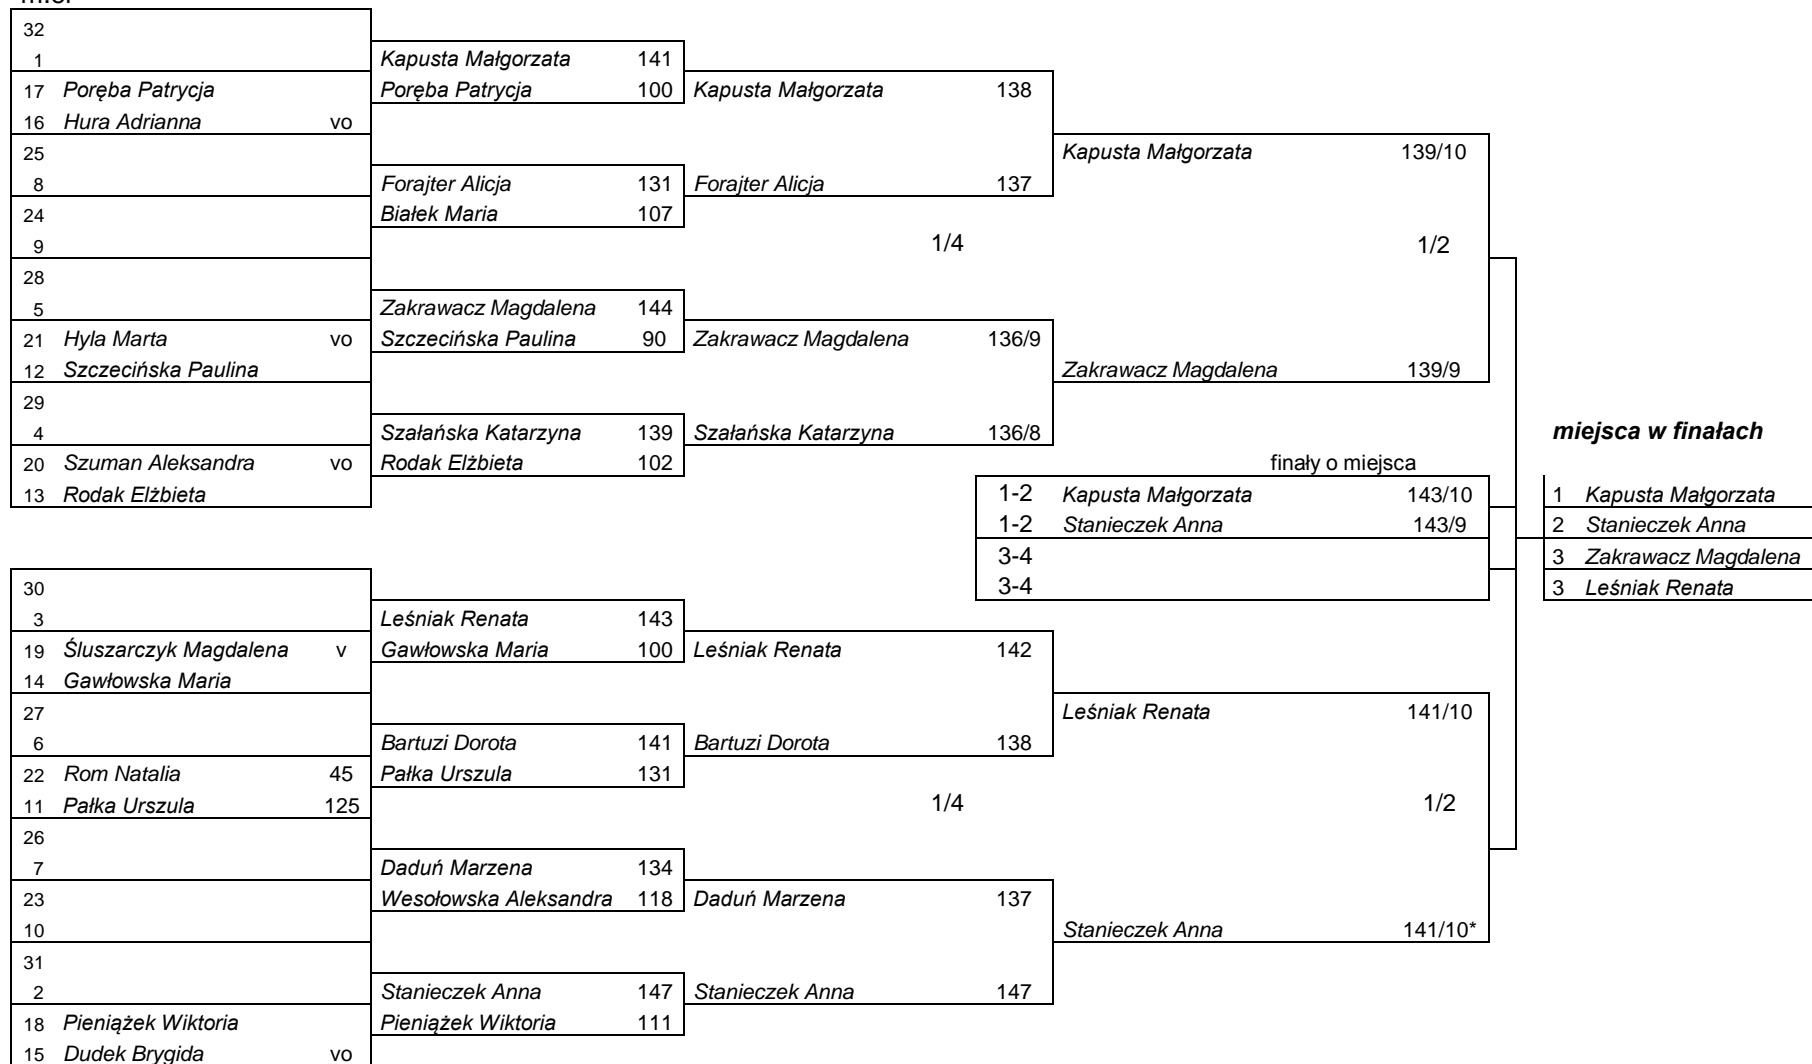 32
1 Kapusta Małgorzata 141
17 Poręba Patrycja Poręba Patrycja 100 Kapusta Małgorzata 138
16 Hura Adrianna vo
25 Kapusta Małgorzata 139/10
8 Forajter Alicja 131 Forajter Alicja 137
24 Białek Maria 107
9 1/4 1/2
28
5 Zakrawacz Magdalena 144
21 Hyla Marta vo Szczecińska Paulina 90 Zakrawacz Magdalena 136/9
12 Szczecińska Paulina Zakrawacz Magdalena 139/9
29
4 Szałańska Katarzyna 139 Szałańska Katarzyna 136/8 miejsca w finałach
20 Szuman Aleksandra vo Rodak Elżbieta 102 finały o miejsca
13 Rodak Elżbieta 1-2 Kapusta Małgorzata 143/10 1 Kapusta Małgorzata
1-2 Stanieczek Anna 143/9 2 Stanieczek Anna
3-4 3 Zakrawacz Magdalena
30 3-4 3 Leśniak Renata
3 Leśniak Renata 143
19 Śluszarczyk Magdalena v Gawłowska Maria 100 Leśniak Renata 142
14 Gawłowska Maria
27 Leśniak Renata 141/10
6 Bartuzi Dorota 141 Bartuzi Dorota 138
22 Rom Natalia 45 Pałka Urszula 131
11 Pałka Urszula 125 1/4 1/2
26
7 Daduń Marzena 134
23 Wesołowska Aleksandra 118 Daduń Marzena 137
10 Stanieczek Anna 141/10*
31
2 Stanieczek Anna 147 Stanieczek Anna 147
18 Pieniążek Wiktoria Pieniążek Wiktoria 111
15 Dudek Brygida vo